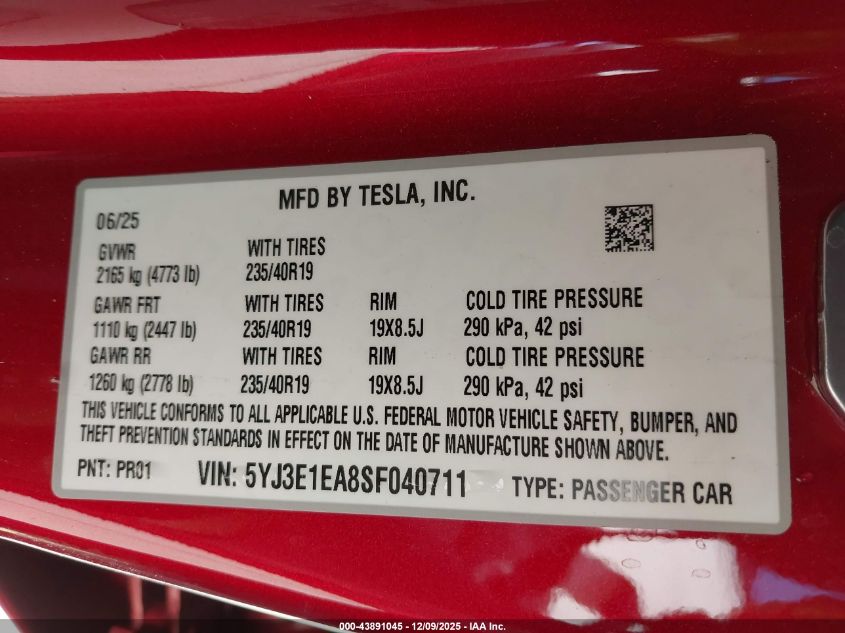 MFD BY TESLA, INC.
06/25
GVWR WITH TIRES
2165 kg (4773 lb) 235/40R19
GAWR FRT WITH TIRES RIM COLD TIRE PRESSURE
1110 kg (2447 lb) 235/40R19 19X8.5J 290 kPa, 42 psi
GAWR RR WITH TIRES RIM COLD TIRE PRESSURE
1260 kg (2778 lb) 235/40R19 19X8.5J 290 kPa, 42 psi
THIS VEHICLE CONFORMS TO ALL APPLICABLE U.S. FEDERAL MOTOR VEHICLE SAFETY, BUMPER, AND
THEFT PREVENTION STANDARDS IN EFFECT ON THE DATE OF MANUFACTURE SHOWN ABOVE.
PNT: PR01 VIN: 5YJ3E1EA8SF040711 TYPE: PASSENGER CAR
000-43891045 - 12/09/2025 - IAA Inc.